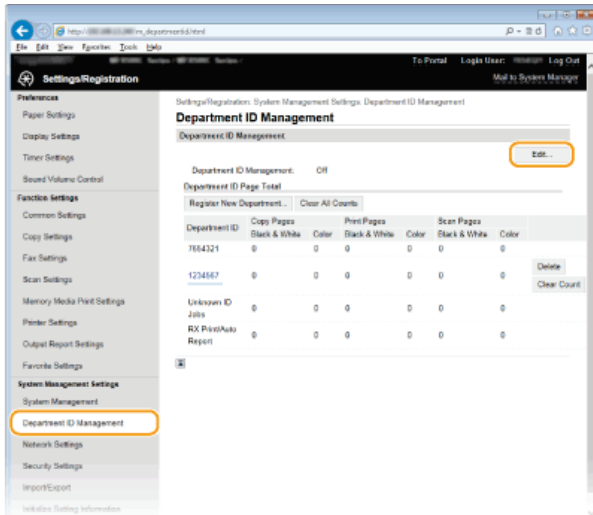 http://
m_departmentid.html
File Edit View Favorites Tools Help
To Portal Login User: Log Out
Settings/Registration
Mail to System Manager
Preferences
Paper Settings
Display Settings
Timer Settings
Sound Volume Control
Function Settings
Common Settings
Copy Settings
Fax Settings
Scan Settings
Memory Media Print Settings
Printer Settings
Output Report Settings
Favorite Settings
System Management Settings
System Management
Department ID Management
Network Settings
Security Settings
Import/Export
Initialize Setting Information
Settings/Registration: System Management Settings: Department ID Management
Department ID Management
Department ID Management
Edit...
Department ID Management: Off
Department ID Page Total
Register New Department... Clear All Counts
Department ID Copy Pages Print Pages Scan Pages
Black & White Color Black & White Color Black & White Color
7654321 0 0 0 0 0 0
1234567 0 0 0 0 0 0 Delete
Clear Count
Unknown ID Jobs 0 0 0 0 0 0
RX Print/Auto Report 0 0 0 0 0 0